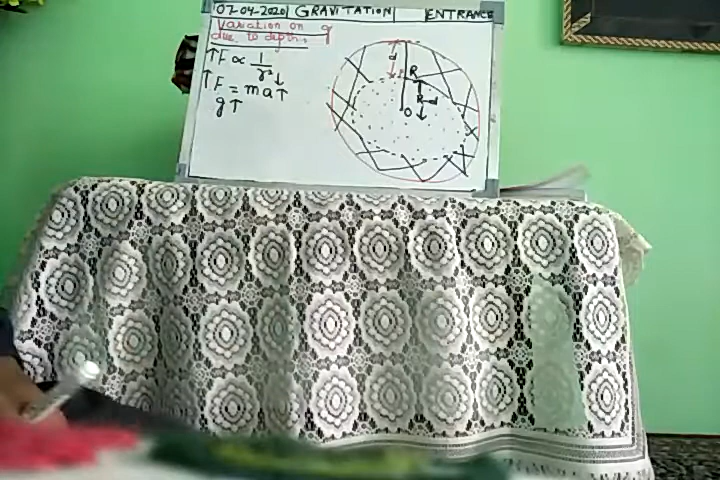 07-04-2020 GRAVITATION ENTRANCE
Variation on g
due to depth:
↑F ∝ 1/r²↓
↑F = ma↑
g↑
d
R
R-d
O